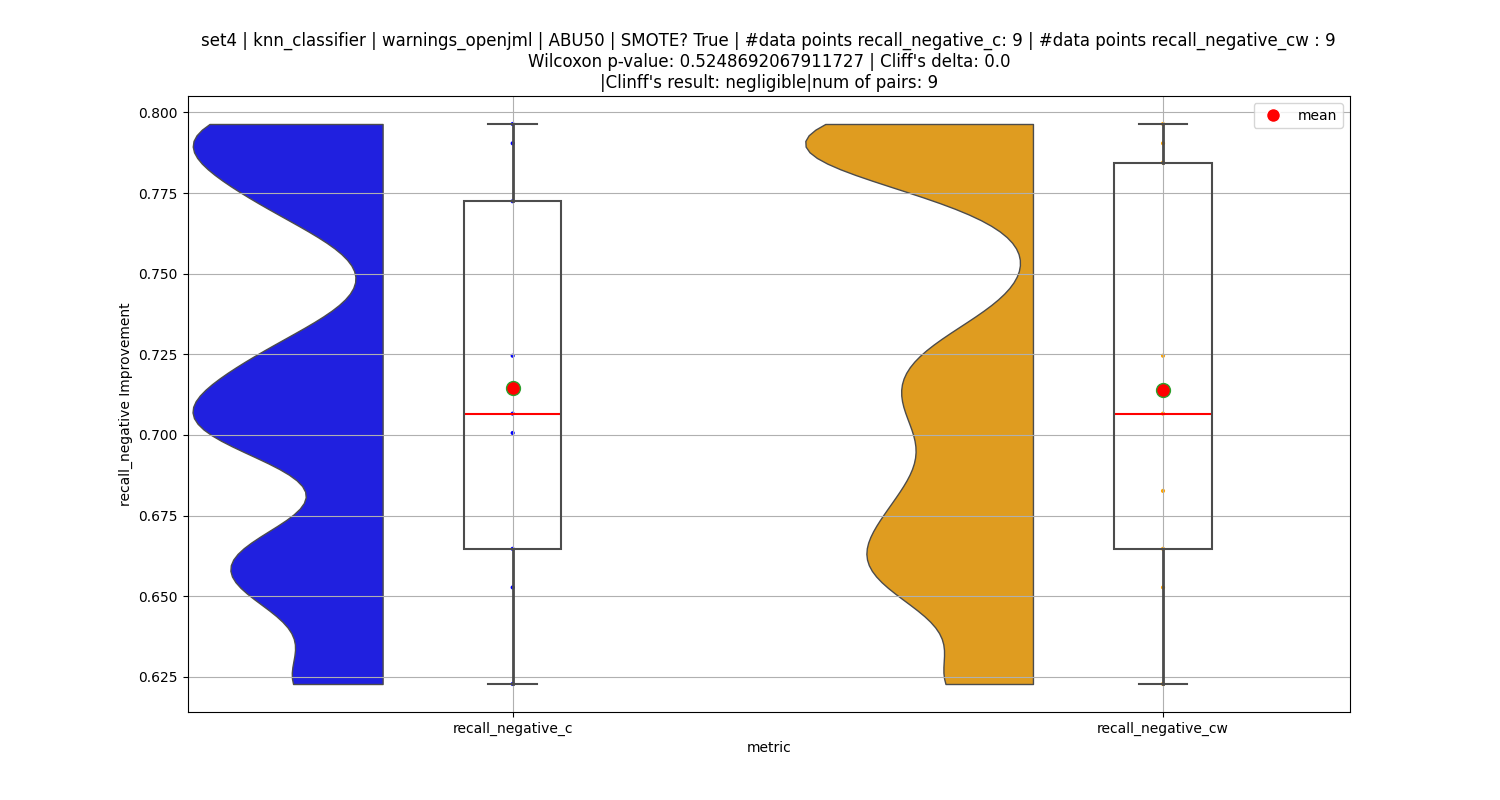 set4 | knn_classifier | warnings_openjml | ABU50 | SMOTE? True | #data points recall_negative_c: 9 | #data points recall_negative_cw : 9
Wilcoxon p-value: 0.5248692067911727 | Cliff's delta: 0.0
|Clinff's result: negligible|num of pairs: 9
mean
0.800
0.775
0.750
0.725
0.700
0.675
0.650
0.625
recall_negative Improvement
recall_negative_c
recall_negative_cw
metric